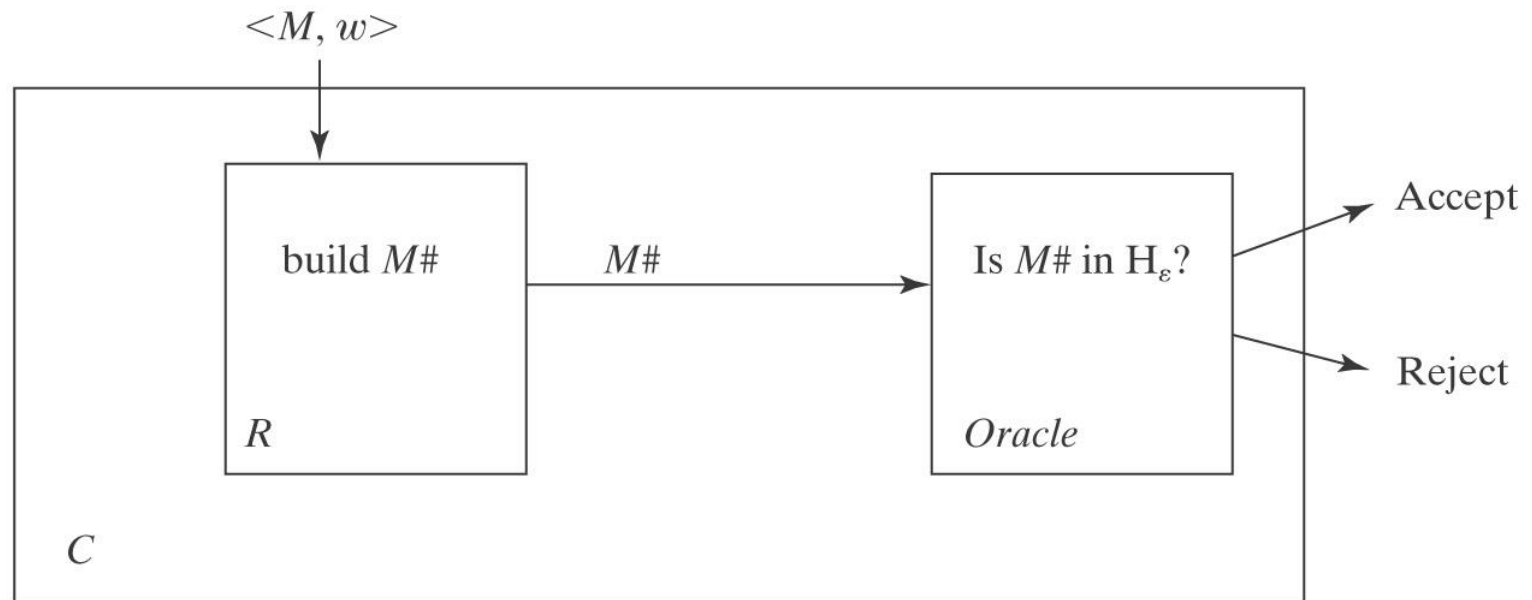 <M, w>
build M#
R
M#
Is M# in Hε?
Oracle
Accept
Reject
C